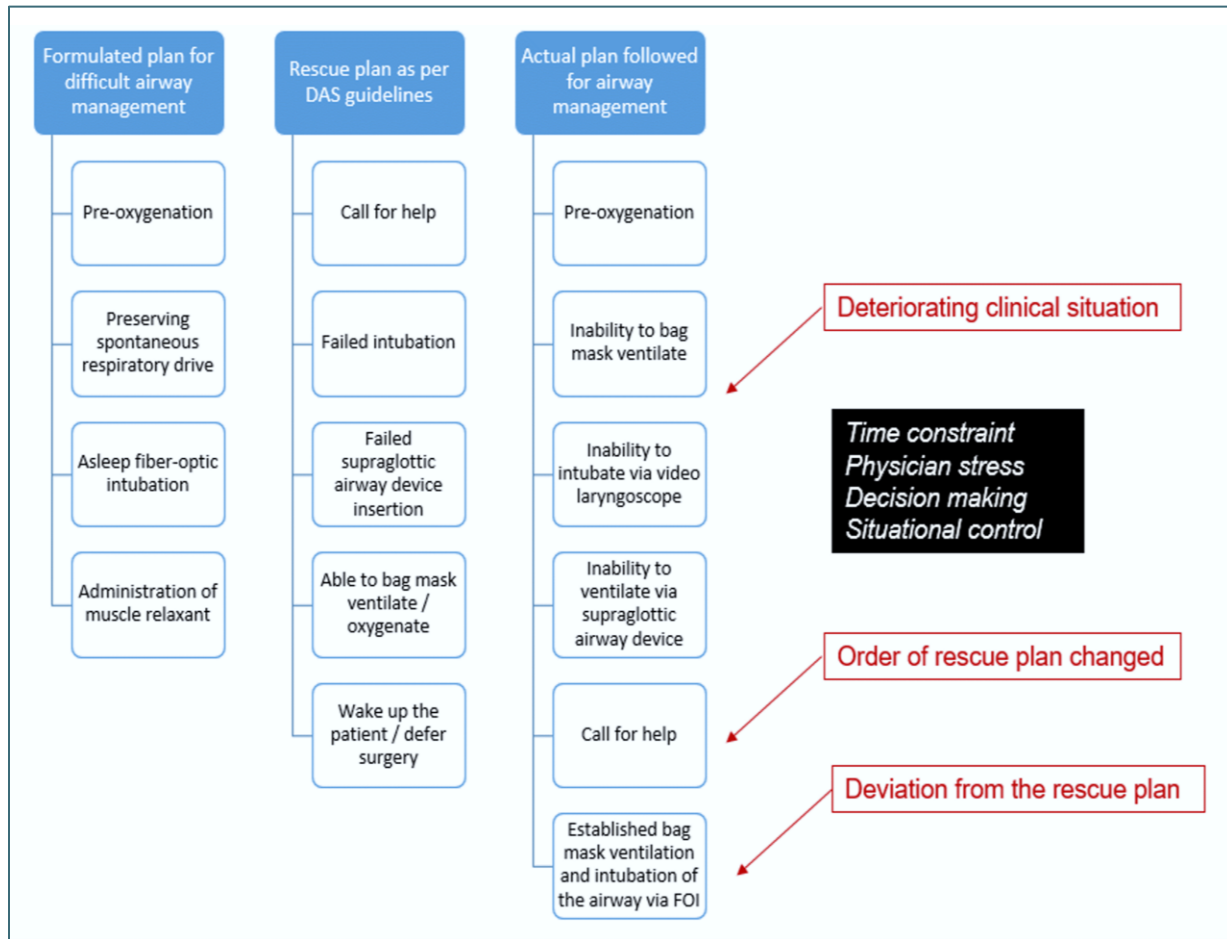 Formulated plan for
difficult airway
management
Pre-oxygenation
Preserving
spontaneous
respiratory drive
Asleep fiber-optic
intubation
Administration of
muscle relaxant
Rescue plan as per
DAS guidelines
Call for help
Failed intubation
Failed
supraglottic
airway device
insertion
Able to bag mask
ventilate /
oxygenate
Wake up the
patient / defer
surgery
Actual plan followed
for airway
management
Pre-oxygenation
Inability to bag
mask ventilate
Inability to
intubate via video
laryngoscope
Inability to
ventilate via
supraglottic
airway device
Call for help
Established bag
mask ventilation
and intubation of
the airway via FOI
Deteriorating clinical situation
Time constraint
Physician stress
Decision making
Situational control
Order of rescue plan changed
Deviation from the rescue plan